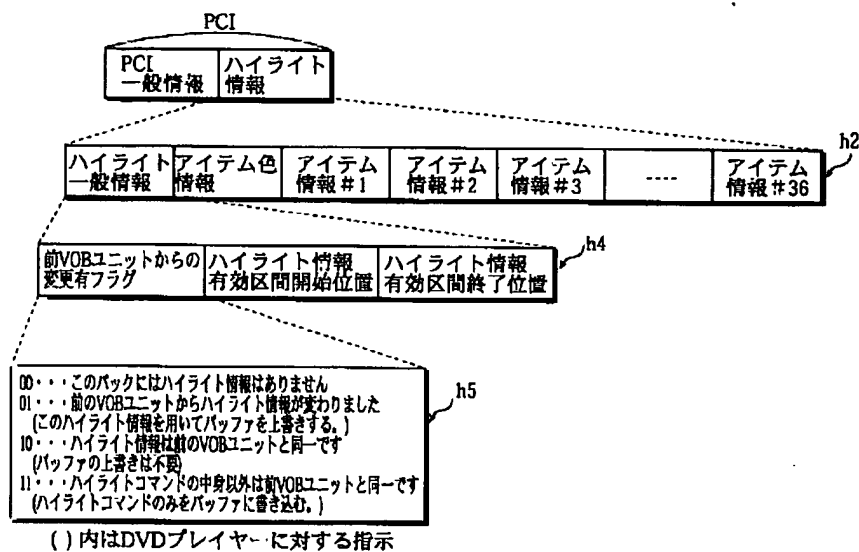 PCI
PCI
一般情報
ハイライト
情報
h2
ハイライト
一般情報
アイテム色
情報
アイテム
情報#1
アイテム
情報#2
アイテム
情報#3
----
アイテム
情報#36
h4
前VOBユニットからの
変更有フラグ
ハイライト情報
有効区間開始位置
ハイライト情報
有効区間終了位置
h5
00・・・このパックにはハイライト情報はありません
01・・・前のVOBユニットからハイライト情報が変わりました
(このハイライト情報を用いてバッファを上書きする。)
10・・・ハイライト情報は前のVOBユニットと同一です
(バッファの上書きは不要)
11・・・ハイライトコマンドの中身以外は前VOBユニットと同一です
(ハイライトコマンドのみをバッファに書き込む。)
( )内はDVDプレイヤーに対する指示